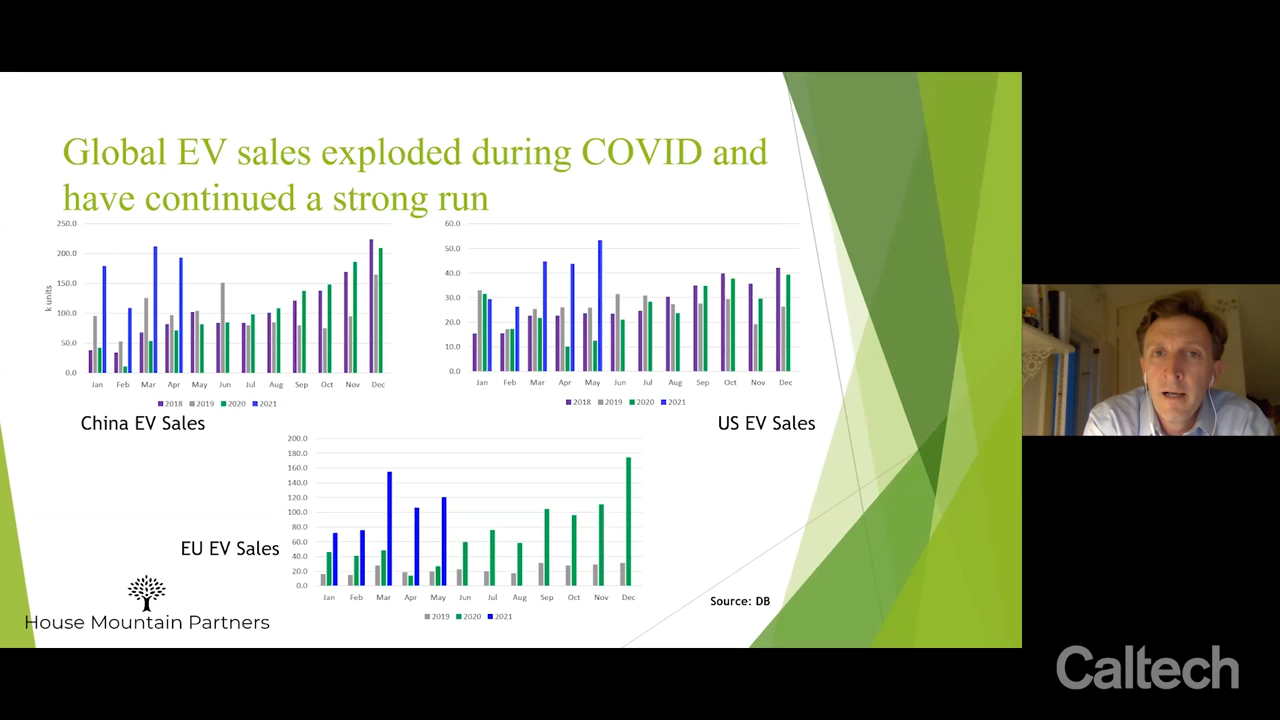 Global EV sales exploded during COVID and
have continued a strong run
250.0
200.0
150.0
100.0
50.0
0.0
k units
Jan Feb Mar Apr May Jun Jul Aug Sep Oct Nov Dec
2018 2019 2020 2021
China EV Sales
60.0
50.0
40.0
30.0
20.0
10.0
0.0
Jan Feb Mar Apr May Jun Jul Aug Sep Oct Nov Dec
2018 2019 2020 2021
US EV Sales
200.0
180.0
160.0
140.0
120.0
100.0
80.0
60.0
40.0
20.0
0.0
Jan Feb Mar Apr May Jun Jul Aug Sep Oct Nov Dec
2019 2020 2021
EU EV Sales
Source: DB
House Mountain Partners
Caltech